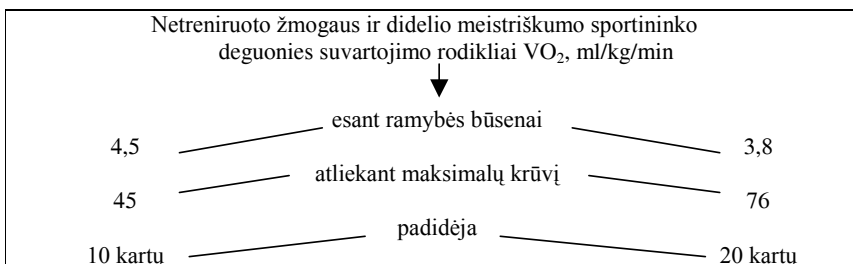 Netreniruoto žmogaus ir didelio meistriškumo sportininko
deguonies suvartojimo rodikliai VO₂, ml/kg/min
esant ramybės būsenai
4,5 3,8
atliekant maksimalų krūvį
45 76
padidėja
10 kartų 20 kartų